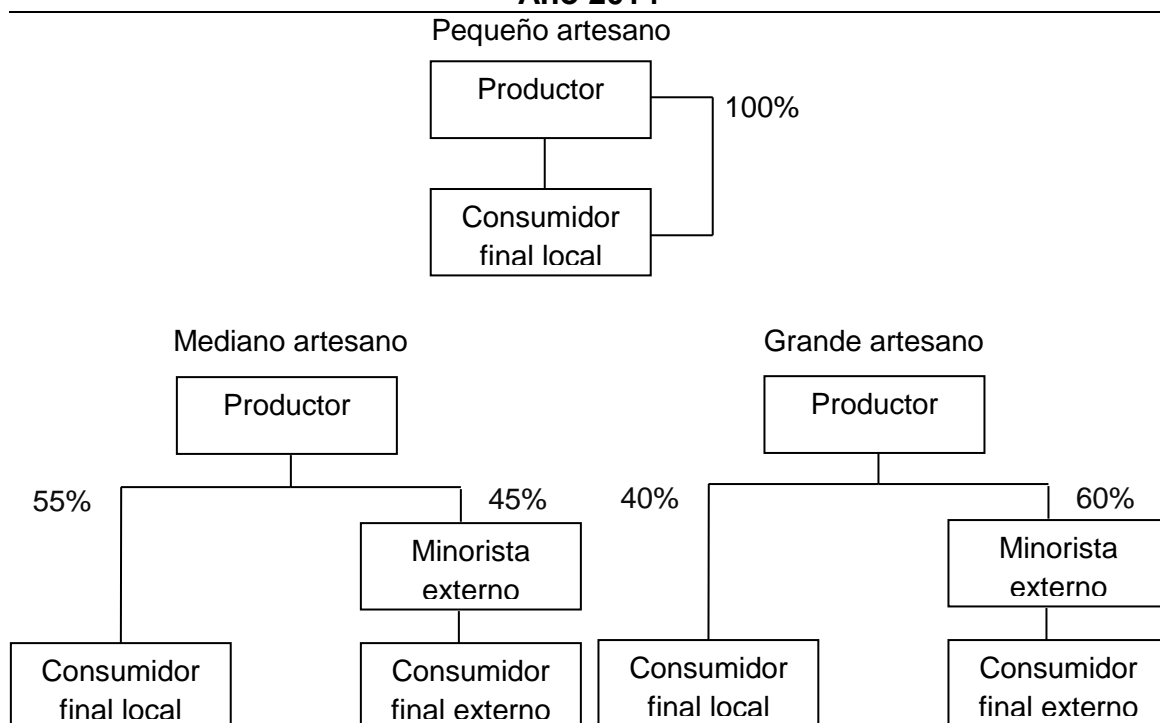 Pequeño artesano
Productor
100%
Consumidor
final local
Mediano artesano
Grande artesano
Productor
Productor
55%
45%
40%
60%
Minorista
externo
Minorista
externo
Consumidor
final local
Consumidor
final externo
Consumidor
final local
Consumidor
final externo